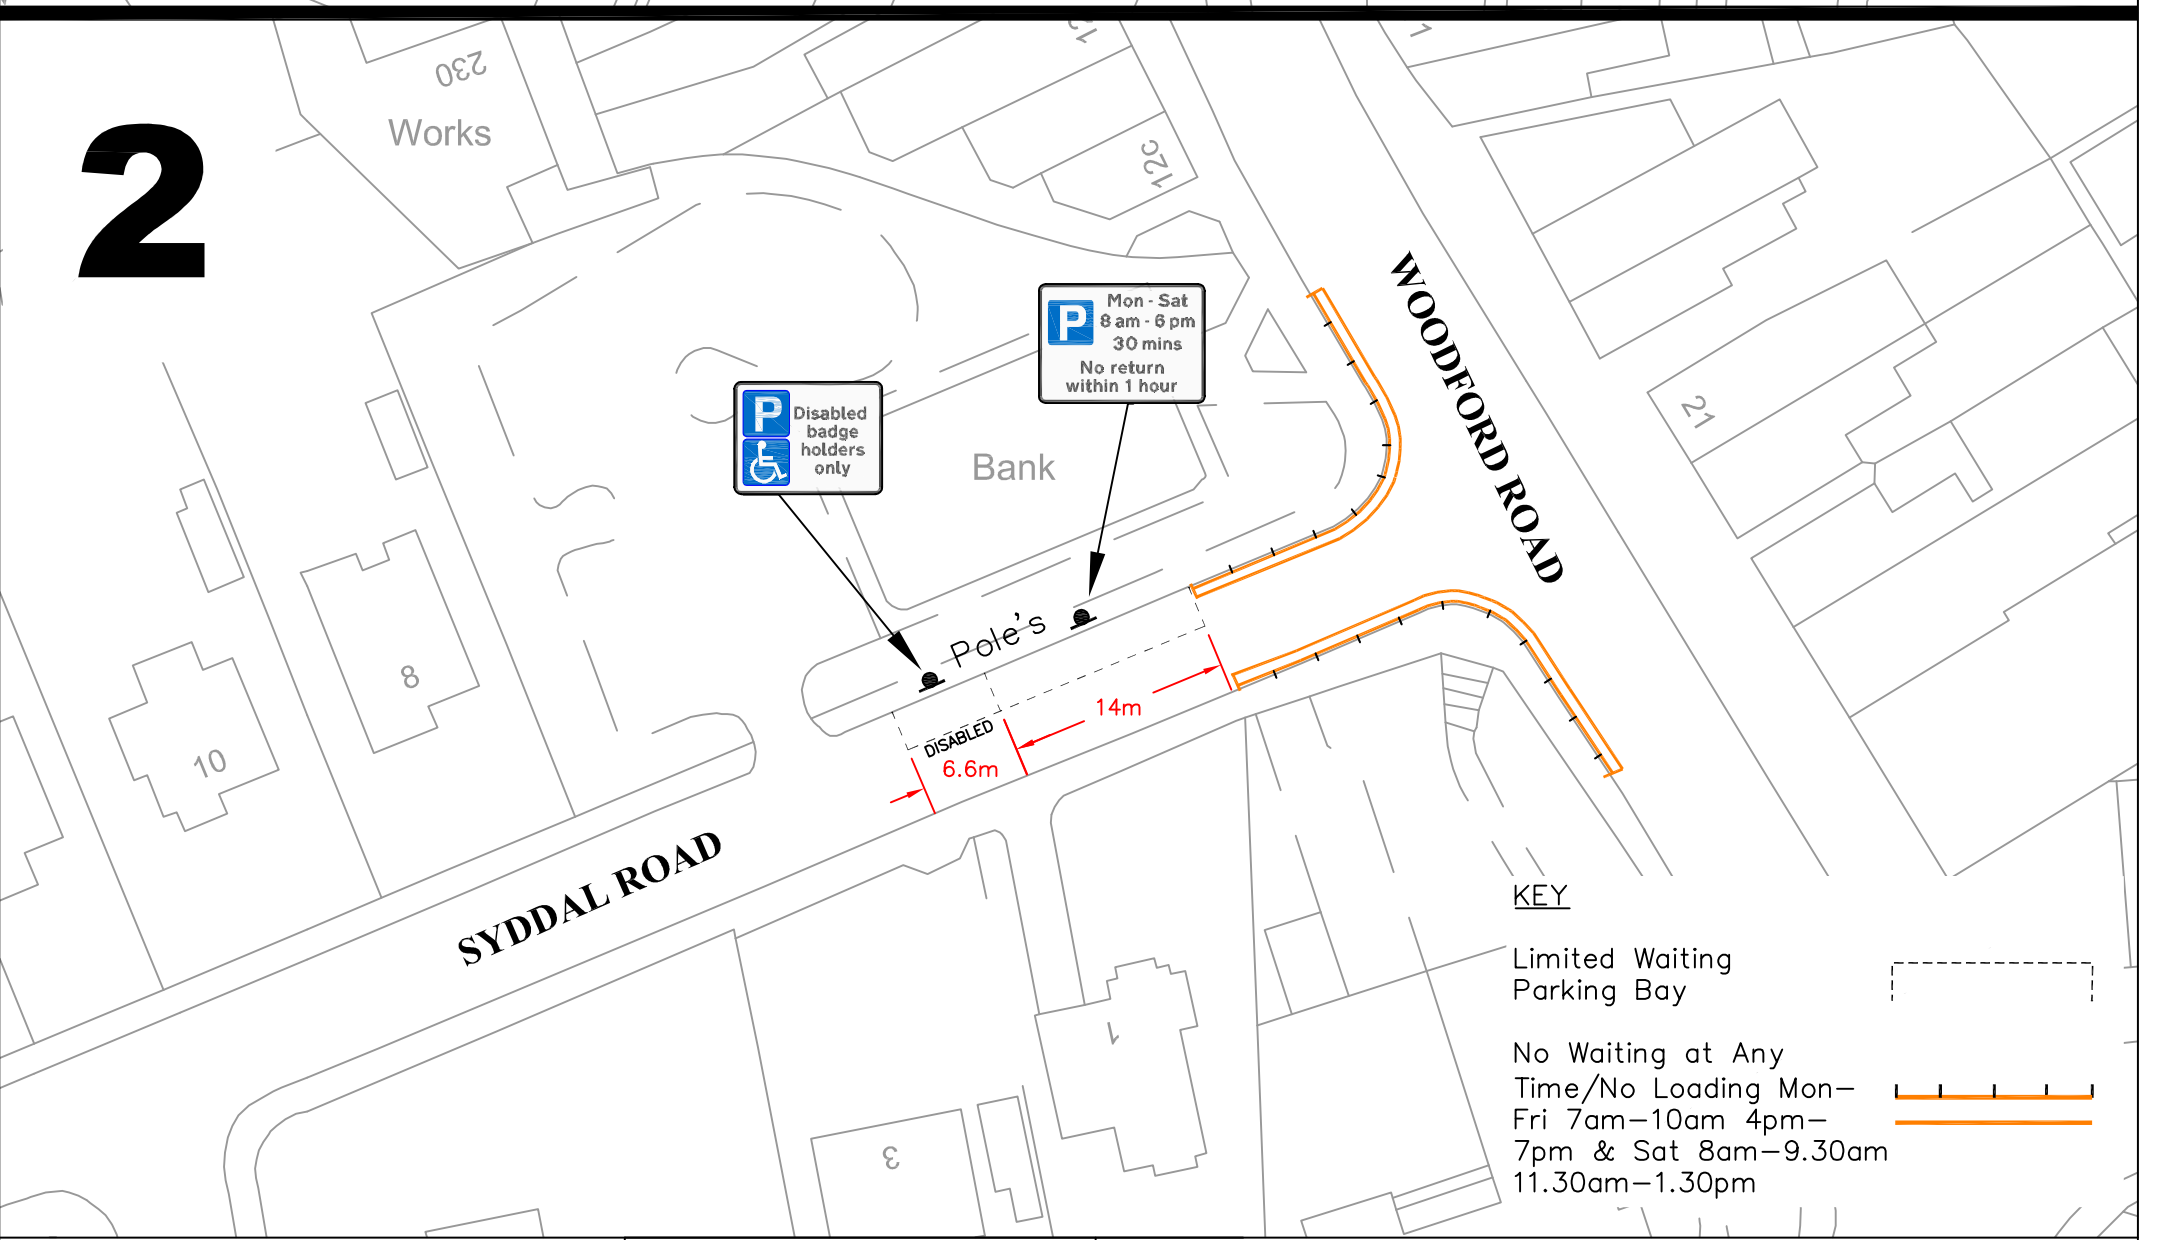 2
230
Works
12
1
12c
WOODFORD ROAD
P
Mon - Sat
8 am - 6 pm
30 mins
No return
within 1 hour
P
Disabled
badge
holders
only
Bank
21
Pole's
8
10
14m
DISABLED
6.6m
SYDDAL ROAD
1
3
KEY
Limited Waiting
Parking Bay
No Waiting at Any
Time/No Loading Mon-
Fri 7am-10am 4pm-
7pm & Sat 8am-9.30am
11.30am-1.30pm